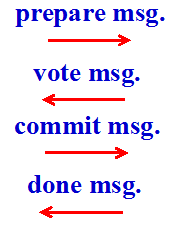 prepare msg.
vote msg.
commit msg.
done msg.